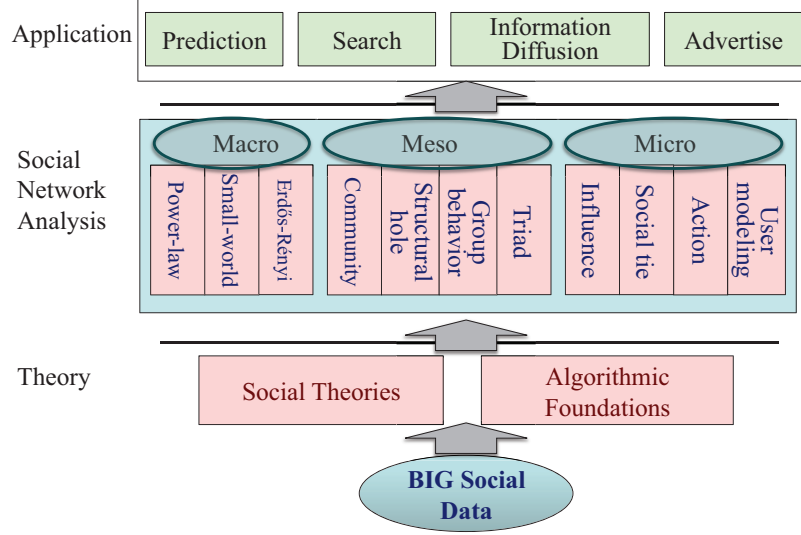 Application
Prediction
Search
Information
Diffusion
Advertise
Social
Network
Analysis
Macro
Meso
Micro
Power-law
Small-world
Erdős-Rényi
Community
Structural
hole
Group
behavior
Triad
Influence
Social tie
Action
User
modeling
Theory
Social Theories
Algorithmic
Foundations
BIG Social
Data